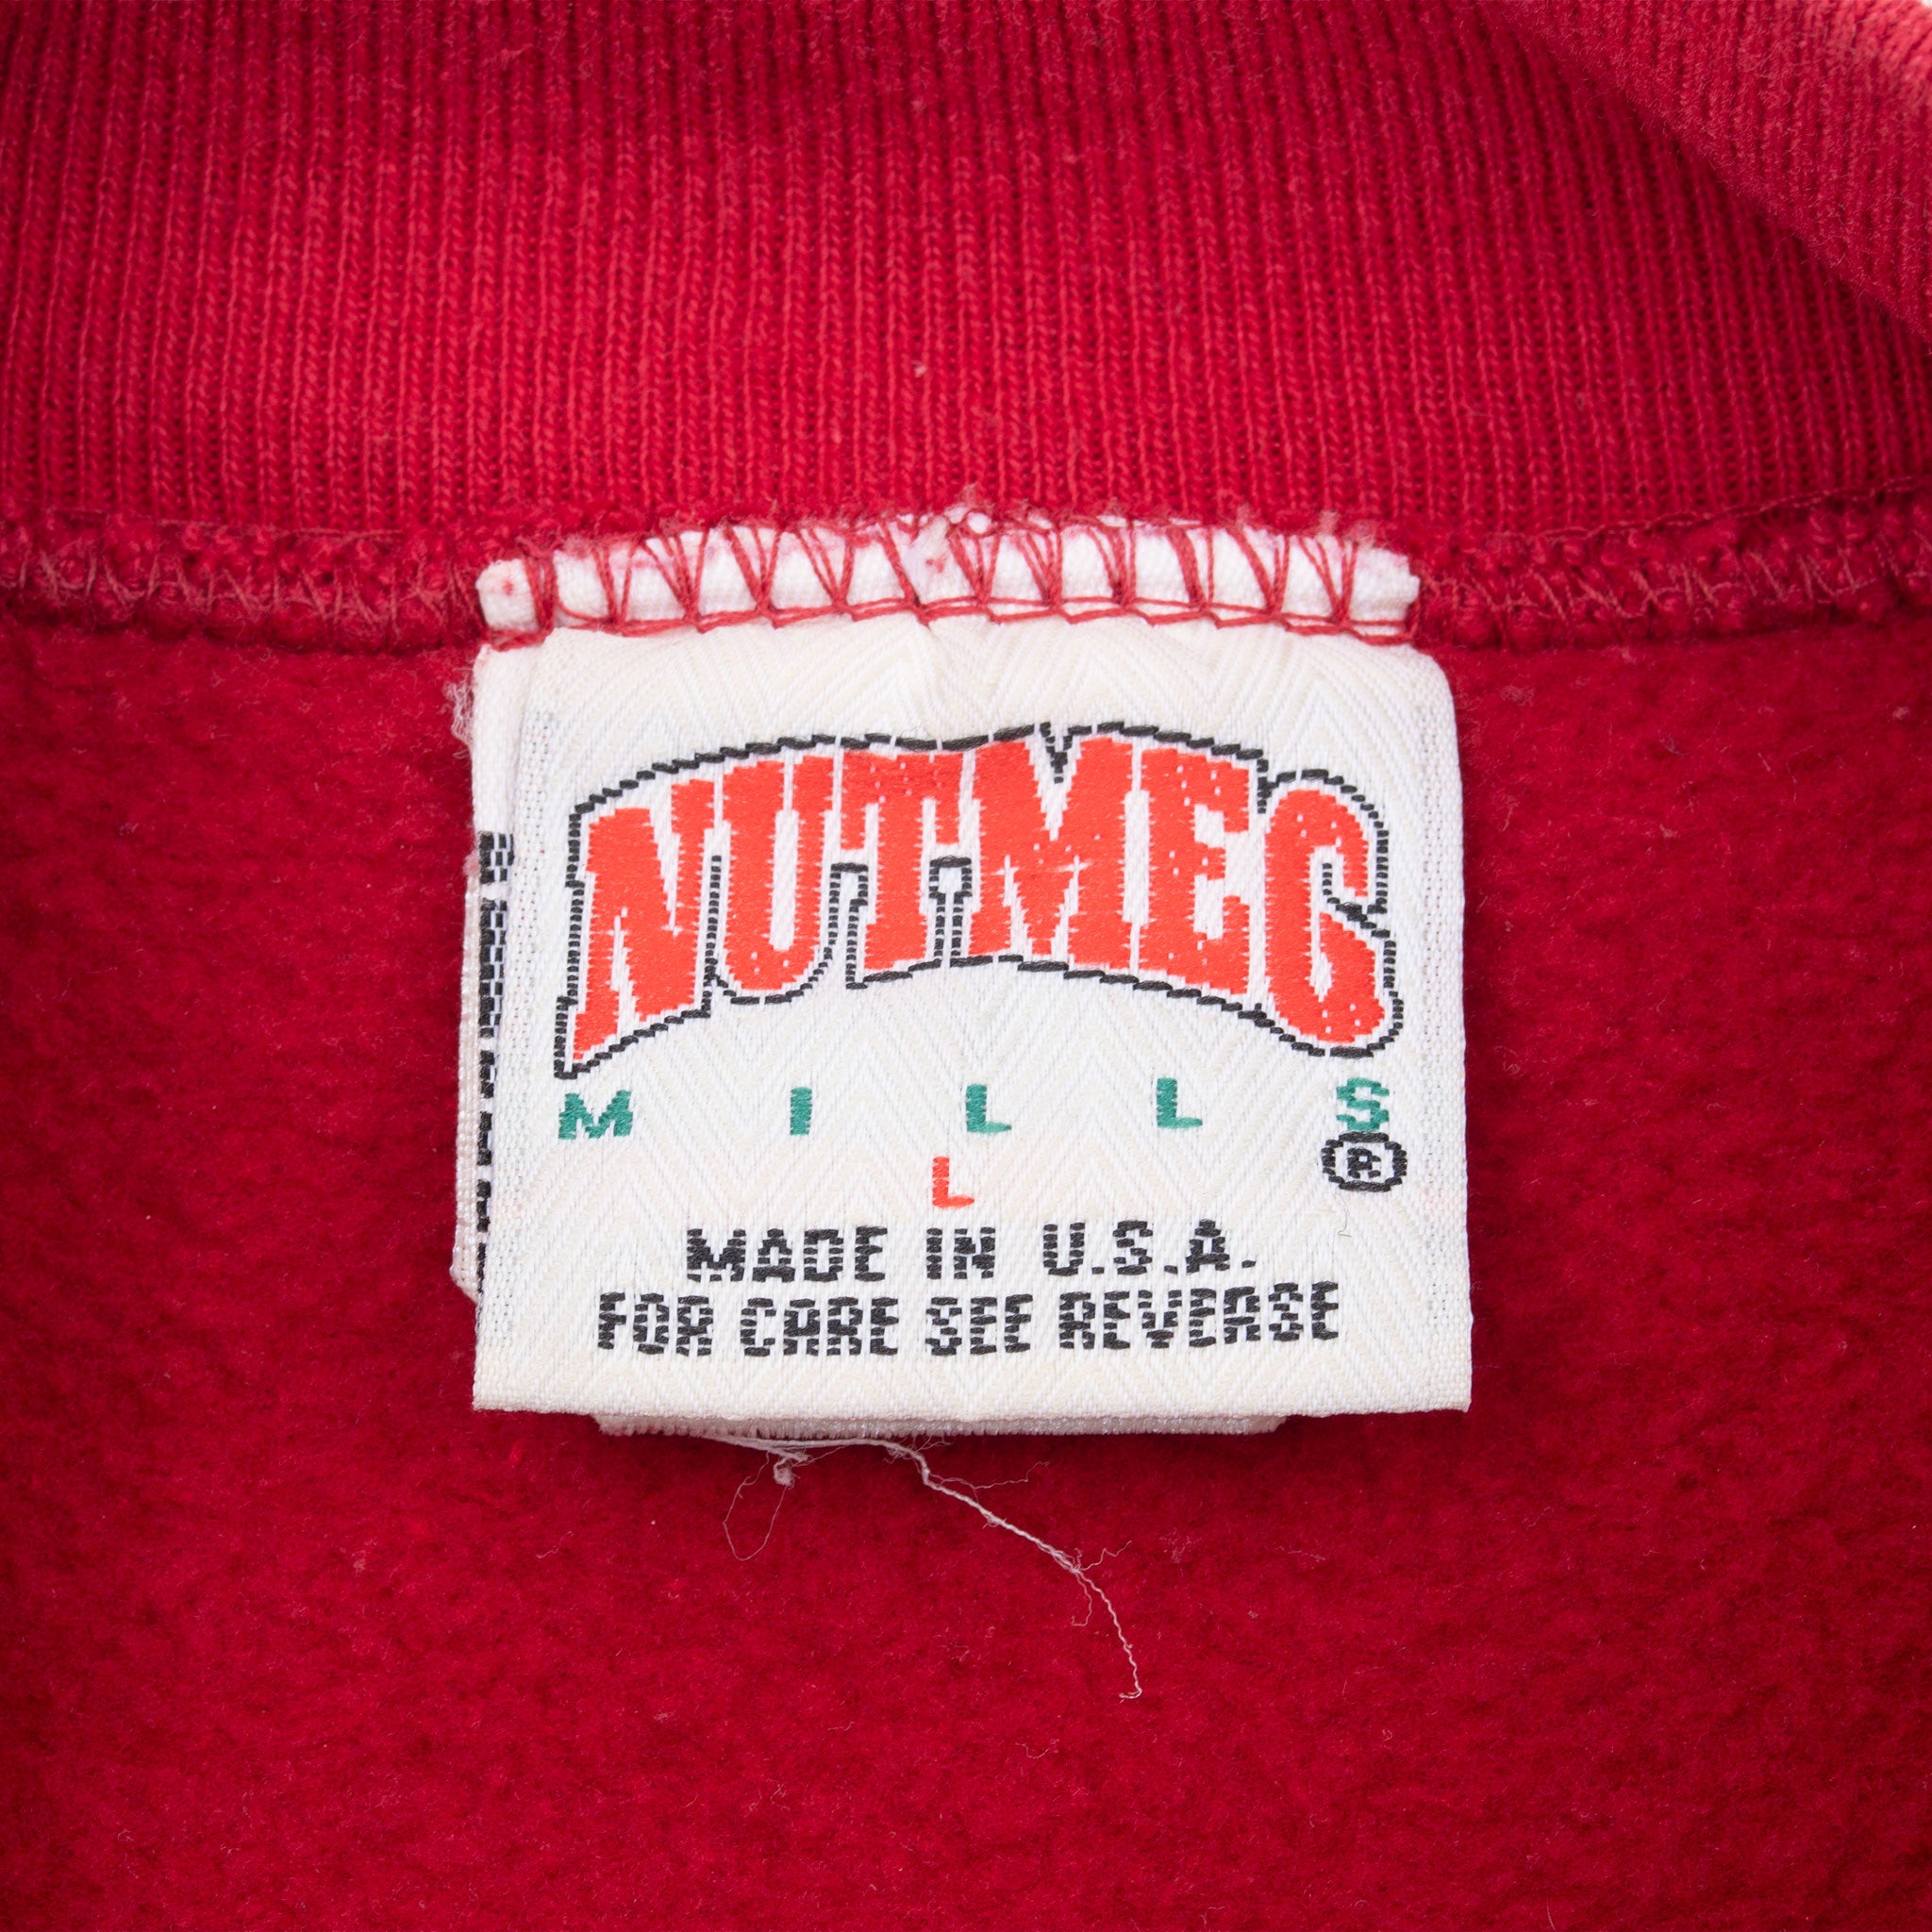 NUTMEG
MILLS
®
L
MADE IN U.S.A.
FOR CARE SEE REVERSE